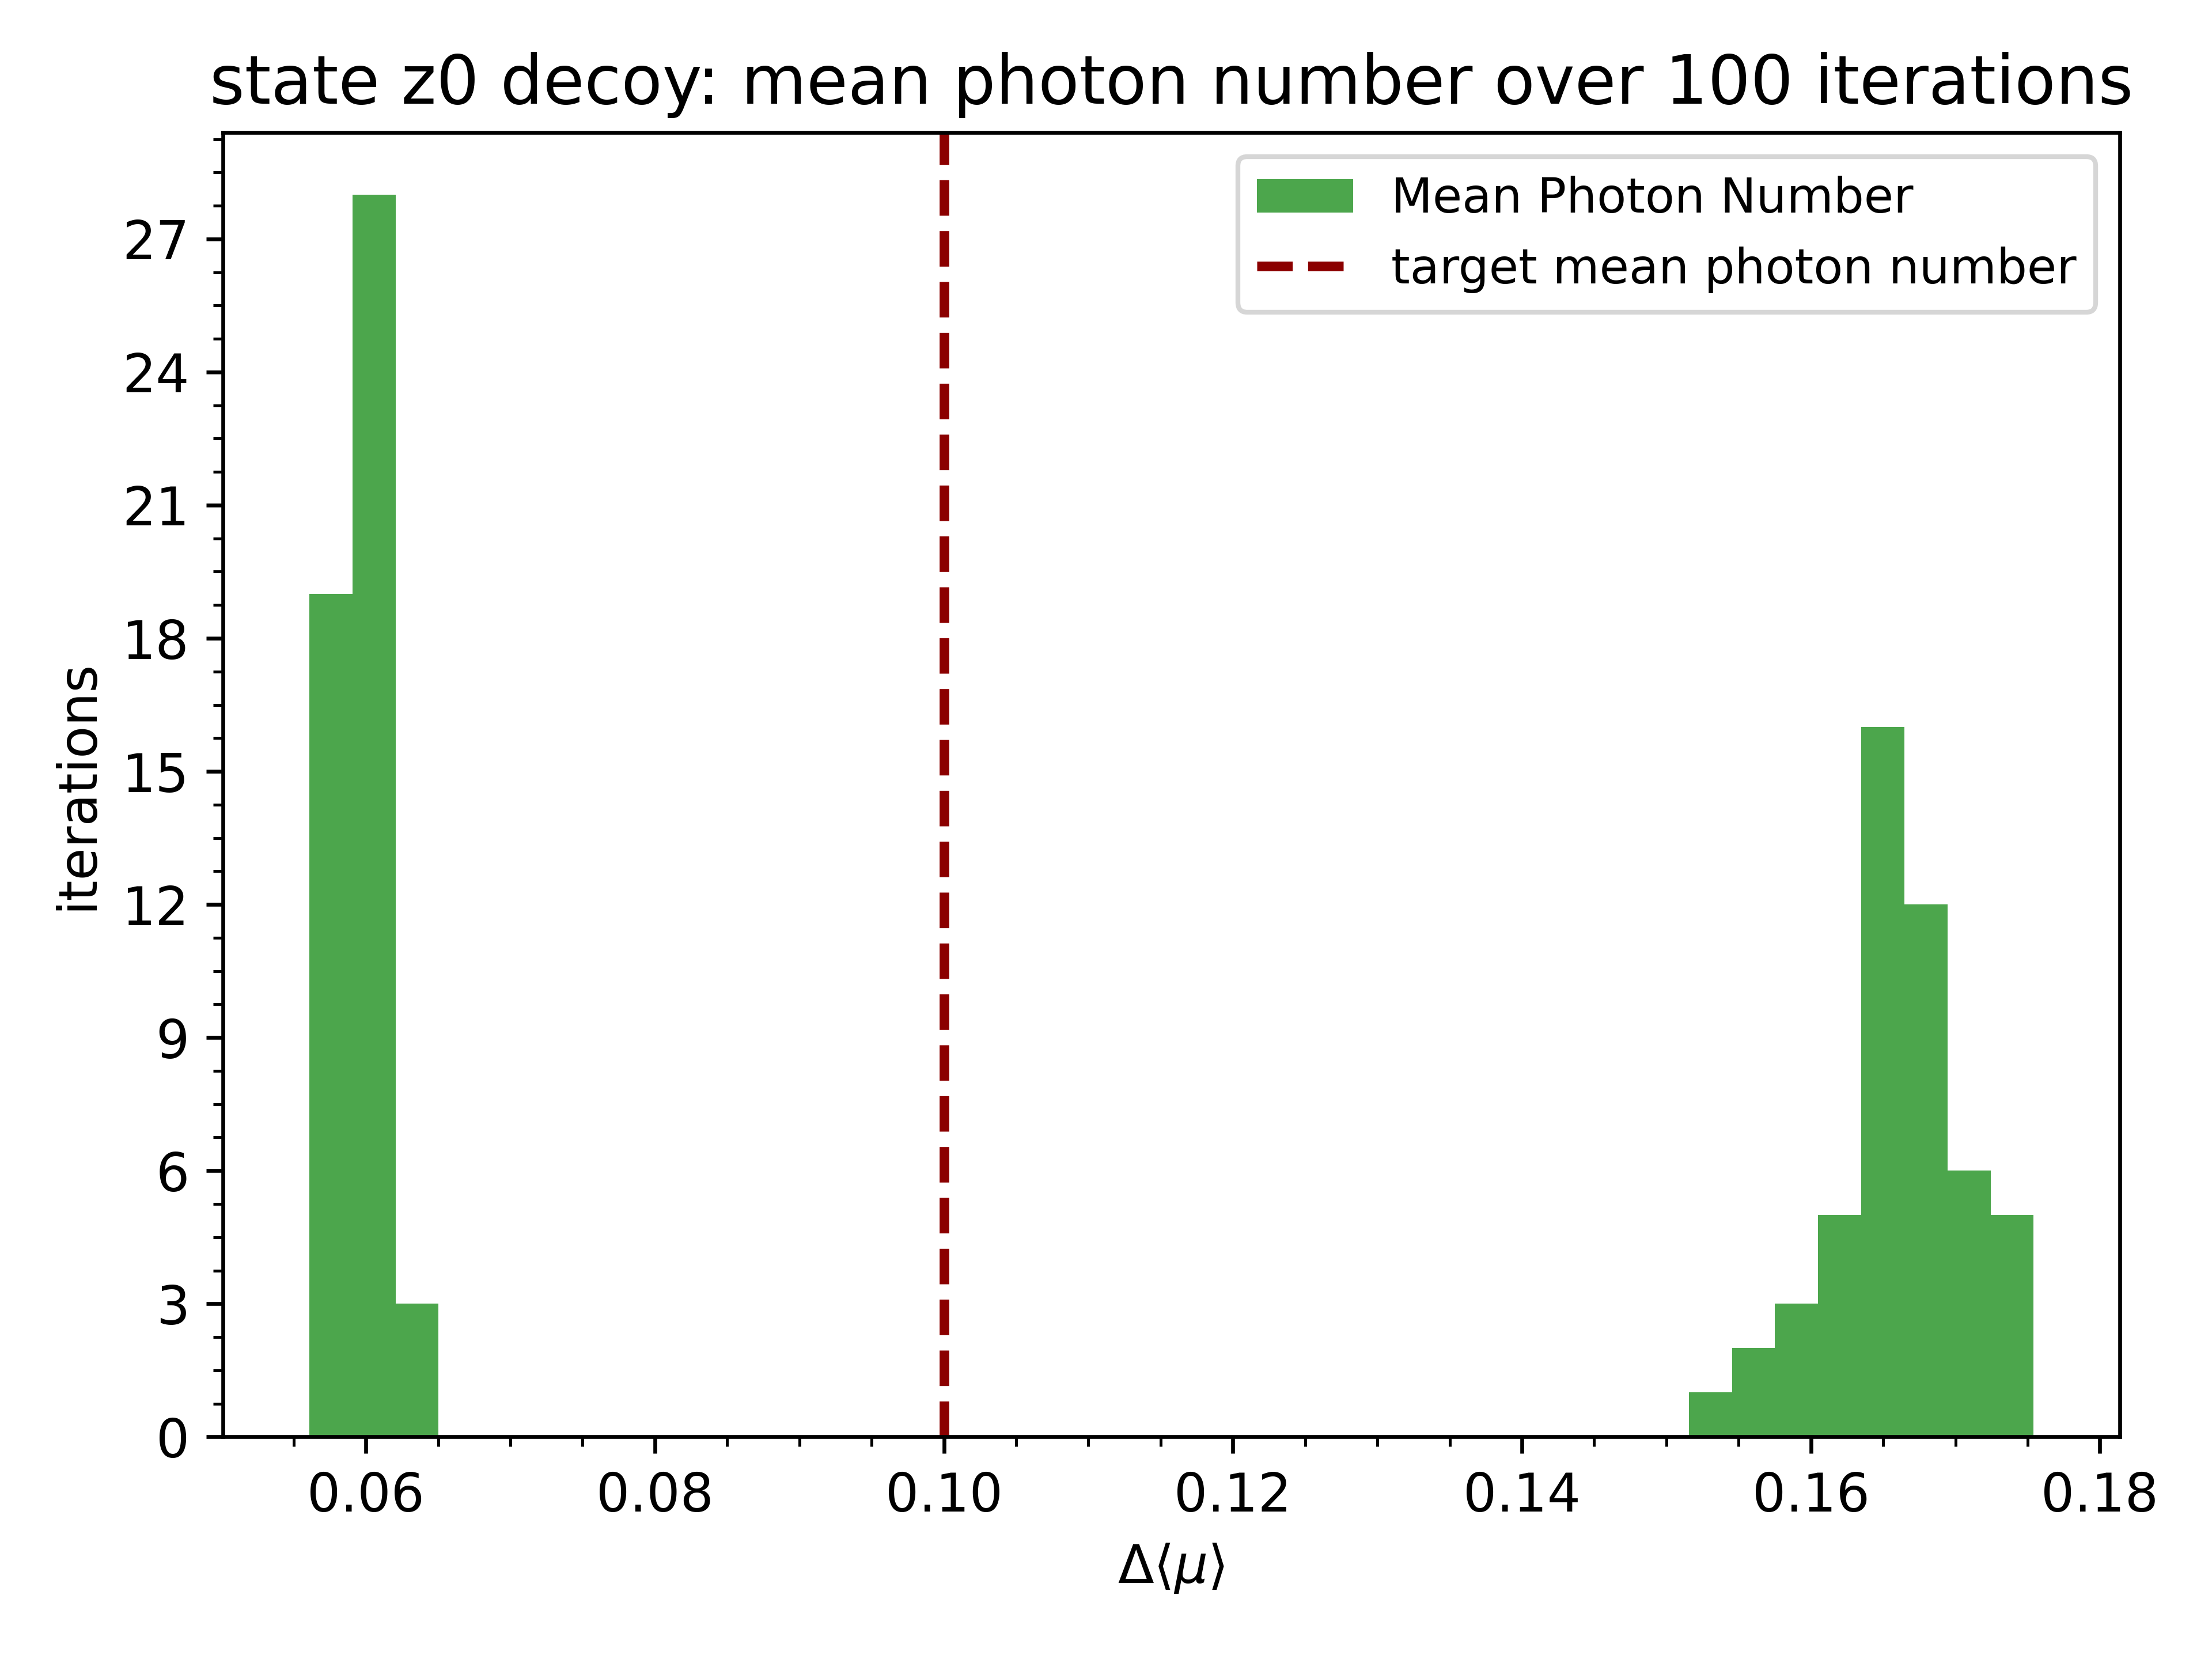 state z0 decoy: mean photon number over 100 iterations
Mean Photon Number
target mean photon number
iterations
27
24
21
18
15
12
9
6
3
0
0.06 0.08 0.10 0.12 0.14 0.16 0.18
Δ⟨μ⟩